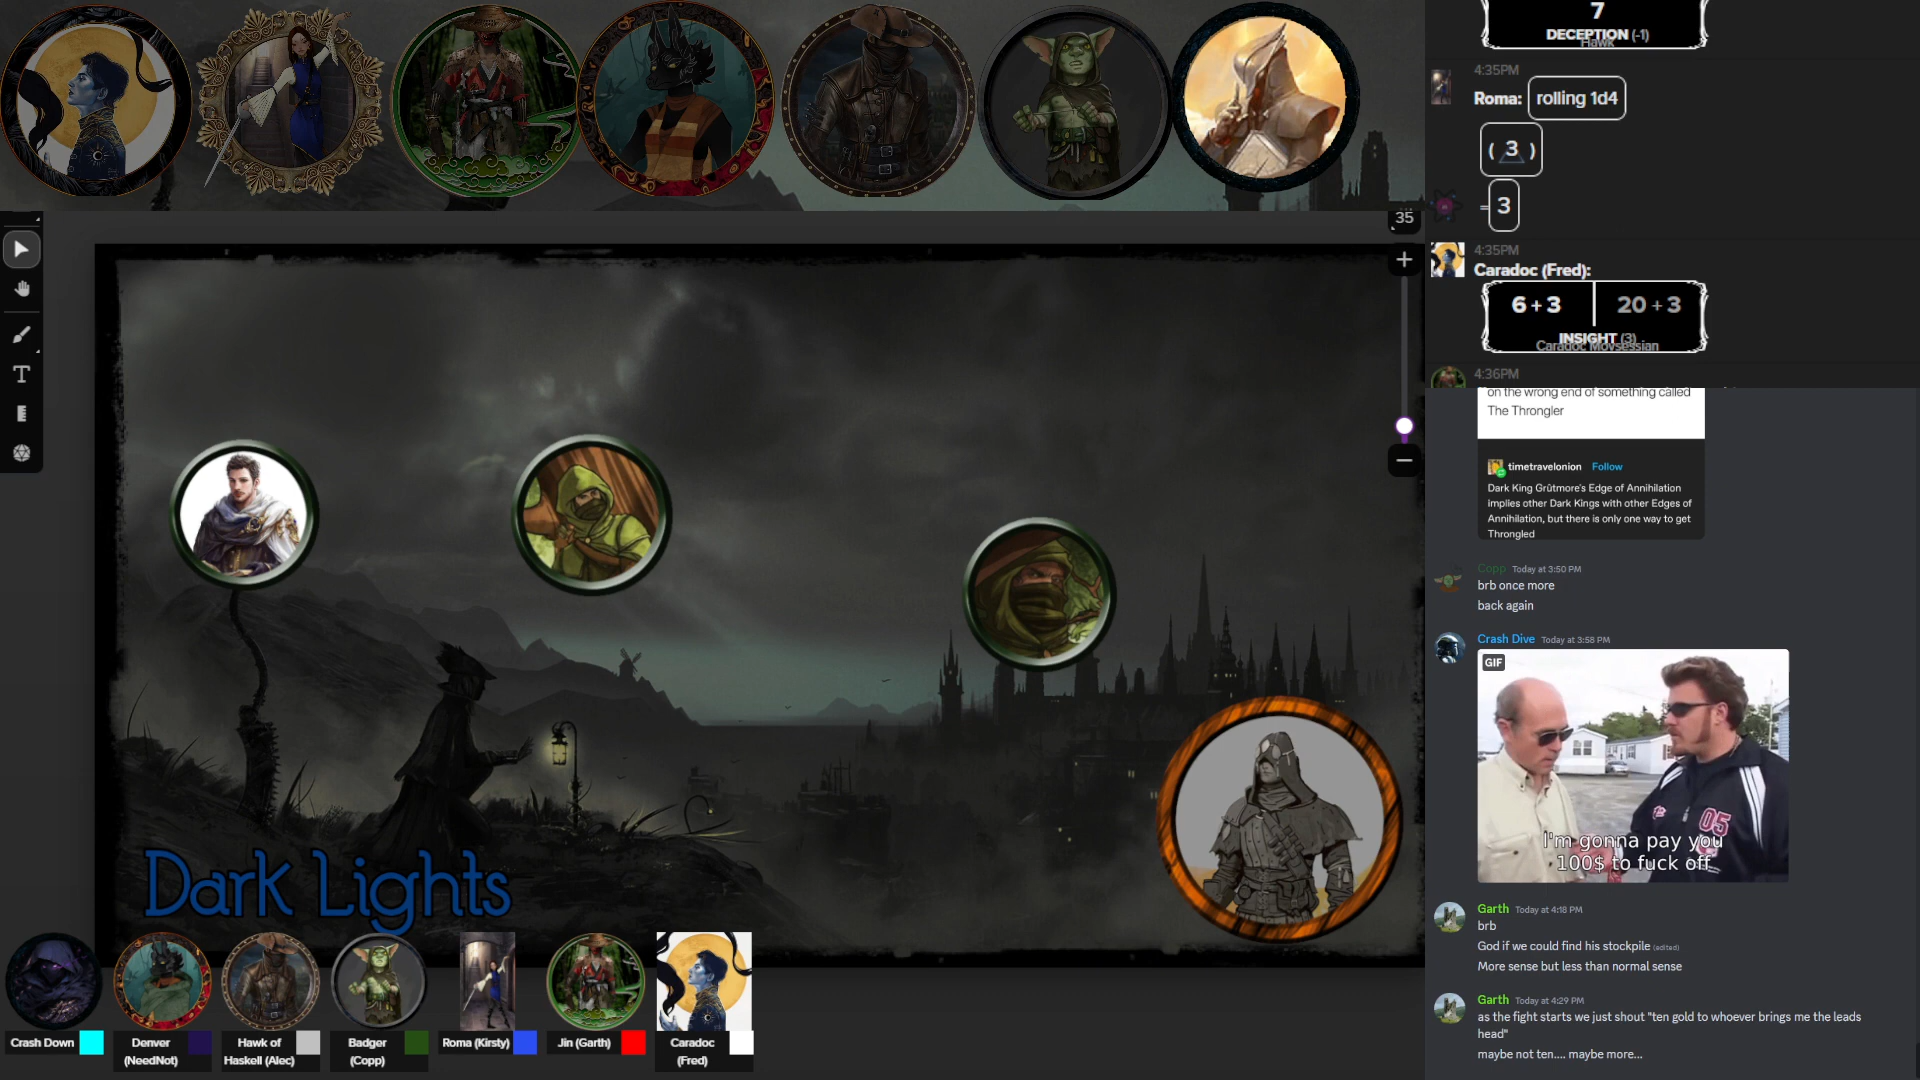 7
DECEPTION (-1)
Hawk
4:35PM
Roma: rolling 1d4
( 3 )
=3
4:35PM
Caradoc (Fred):
6+3 20+3
INSIGHT (3)
Caradoc Movsessian
4:36PM
35
on the wrong end of something called
The Throngler
timetravelonion Follow
Dark King Grûtmore's Edge of Annihilation
implies other Dark Kings with other Edges of
Annihilation, but there is only one way to get
Throngled
Copp Today at 3:50 PM
brb once more
back again
Crash Dive Today at 3:58 PM
GIF
05
I'm gonna pay you
100$ to fuck off.
Garth Today at 4:18 PM
brb
God if we could find his stockpile (edited)
More sense but less than normal sense
Garth Today at 4:29 PM
as the fight starts we just shout "ten gold to whoever brings me the leads
head"
maybe not ten.... maybe more...
Dark Lights
Crash Down
Denver
(NeedNot)
Hawk of
Haskell (Alec)
Badger
(Copp)
Roma (Kirsty)
Jin (Garth)
Caradoc
(Fred)